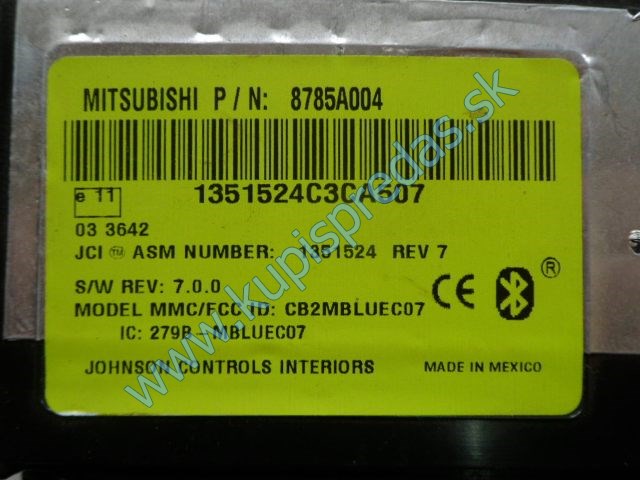 MITSUBISHI P / N: 8785A004
1351524C3CA507
e 11
03 3642
JCI ™ ASM NUMBER: 1351524 REV 7
S/W REV: 7.0.0
MODEL MMC/FCC ID: CB2MBLUEC07
IC: 279B-MBLUEC07
JOHNSON CONTROLS INTERIORS MADE IN MEXICO
®
www.kupispredas.sk